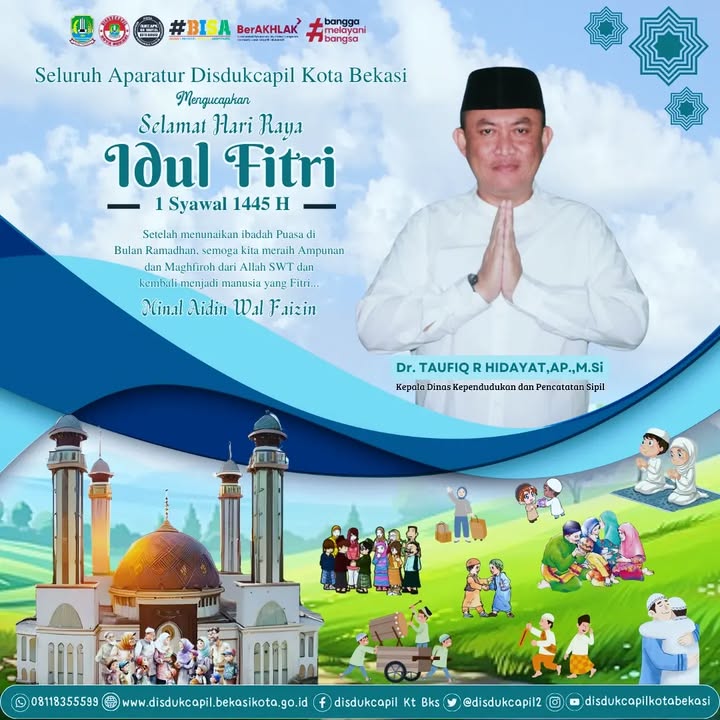 #BISA
BerAKHLAK
#bangga
melayani
bangsa
Seluruh Aparatur Disdukcapil Kota Bekasi
Mengucapkan
Selamat Hari Raya
Idul Fitri
1 Syawal 1445 H
Setelah menunaikan ibadah Puasa di
Bulan Ramadhan, semoga kita meraih Ampunan
dan Maghfiroh dari Allah SWT dan
kembali menjadi manusia yang Fitri...
Minal Aidin Wal Faizin
Dr. TAUFIQ R HIDAYAT,AP.,M.Si
Kepala Dinas Kependudukan dan Pencatatan Sipil
08118355599 www.disdukcapil.bekasikota.go.id disdukcapil Kt Bks @disdukcapil2 disdukcapilkotabekasi